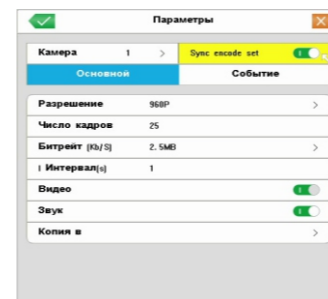 Параметры
Камера 1 > Sync encode set
Основной Событие
Разрешение 960P >
Число кадров 25
Битрейт (Kb/S) 2.5MB >
I Интервал(s) 1
Видео
Звук
Копия в >